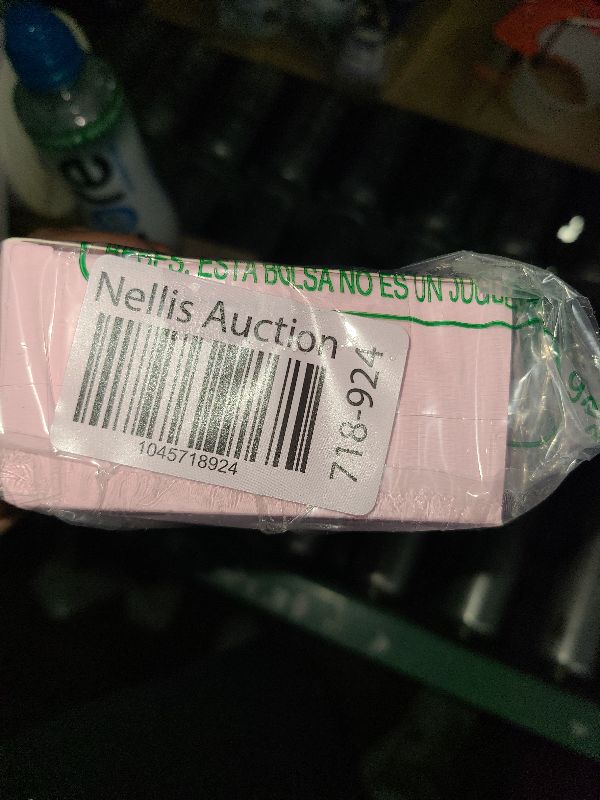 ESTA BOLSA NO ES UN
Nellis Auction
1045718924
718-924